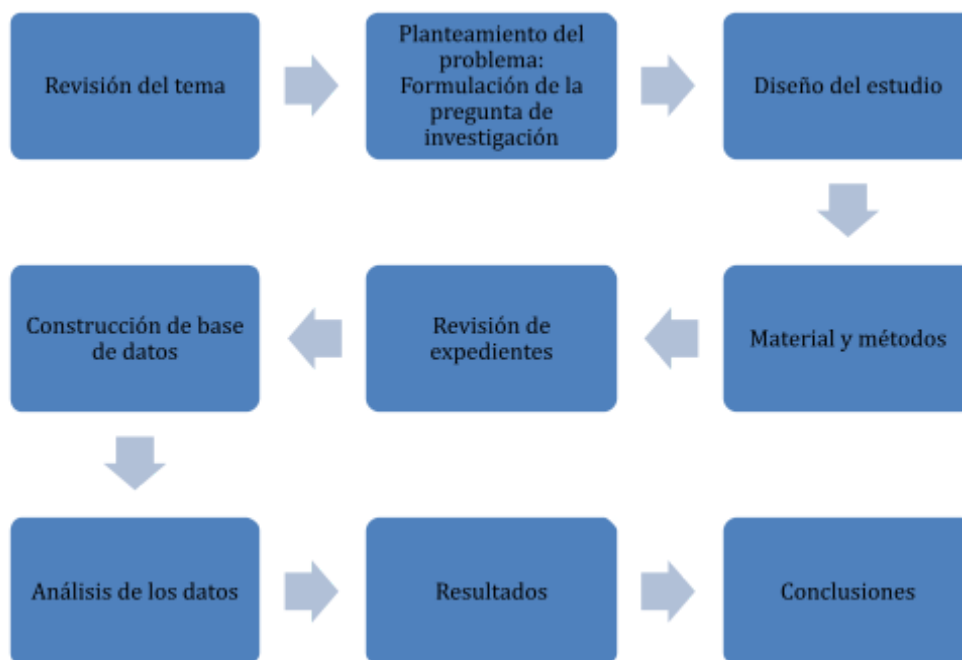 Revisión del tema
Planteamiento del
problema:
Formulación de la
pregunta de
investigación
Diseño del estudio
Material y métodos
Revisión de
expedientes
Construcción de base
de datos
Análisis de los datos
Resultados
Conclusiones